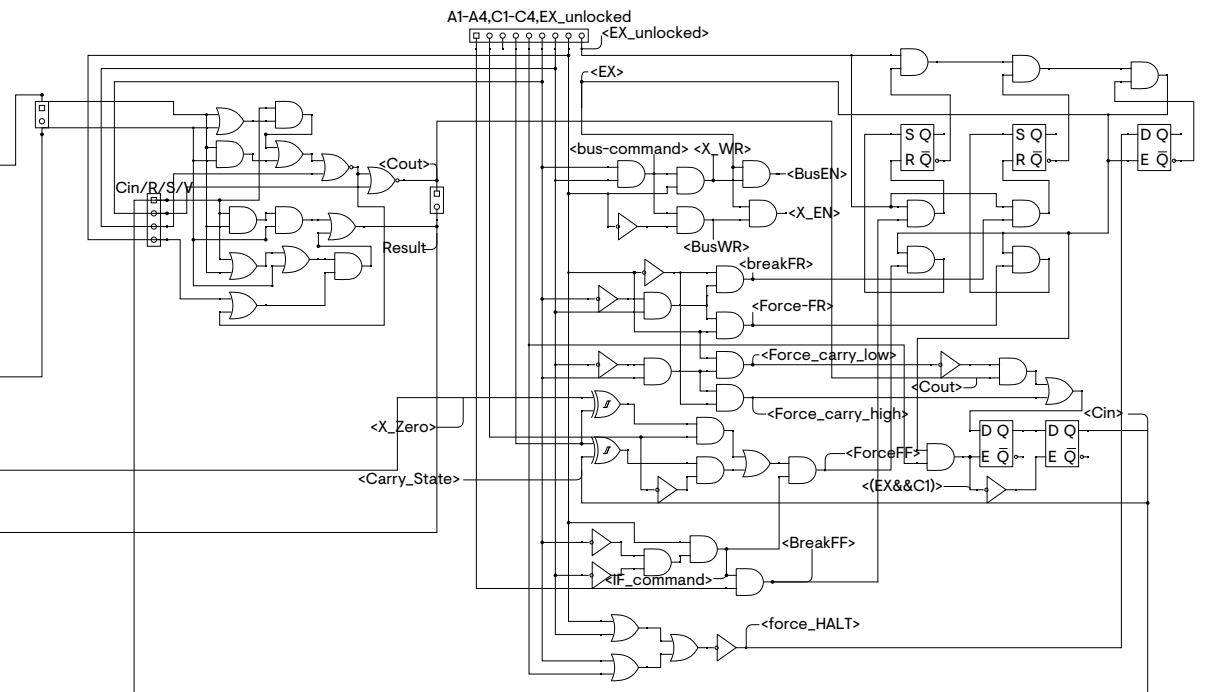 A1-A4,C1-C4,EX_unlocked
<EX_unlocked>
<EX>
S Q
R Q
S Q
R Q
D Q
E Q
<bus-command>
<X_WR>
<Cout>
<BusEN>
Cin/R/S/V
<X_EN>
Result
<BusWR>
<breakFR>
<Force-FR>
<Force_carry_low>
<Cout>
<Force_carry_high>
<Cin>
<X_Zero>
D Q
E Q
D Q
E Q
<ForceFF>
<Carry_State>
<(EX&&C1)>
<BreakFF>
<IF_command>
<force_HALT>